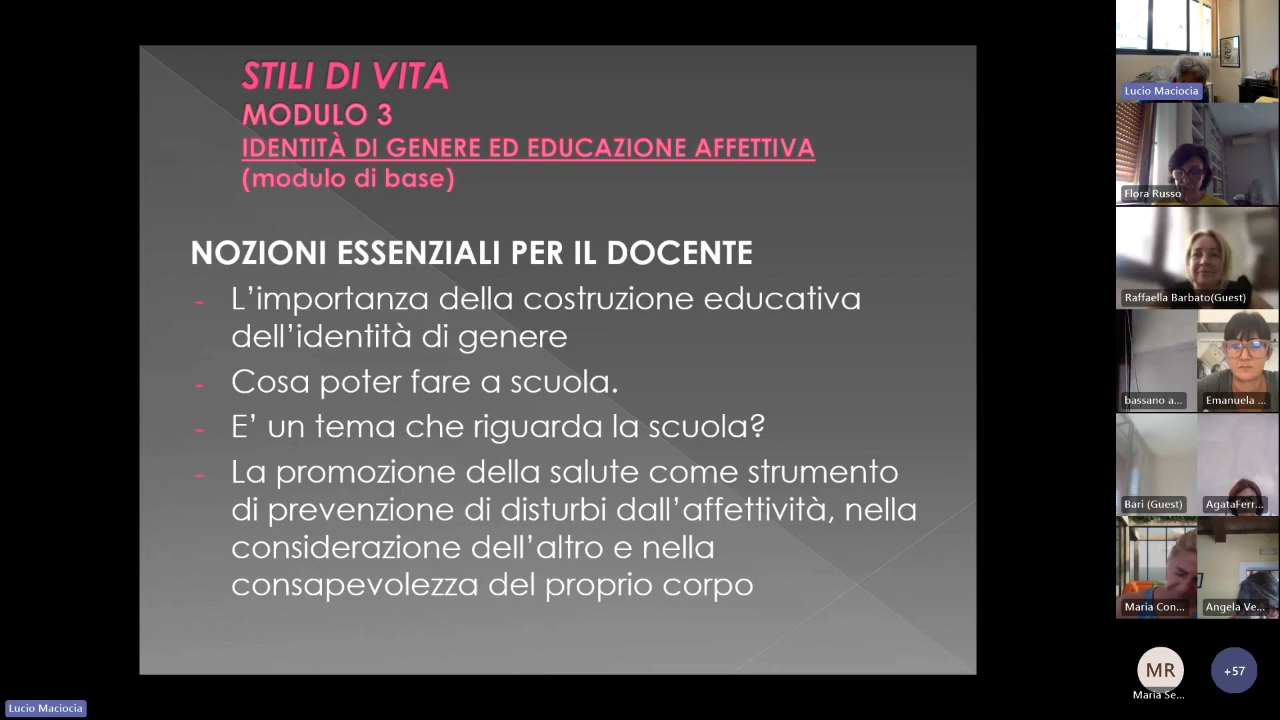 STILI DI VITA
MODULO 3
IDENTITÀ DI GENERE ED EDUCAZIONE AFFETTIVA
(modulo di base)
NOZIONI ESSENZIALI PER IL DOCENTE
- L’importanza della costruzione educativa
dell’identità di genere
- Cosa poter fare a scuola.
- E’ un tema che riguarda la scuola?
- La promozione della salute come strumento
di prevenzione di disturbi dall’affettività, nella
considerazione dell’altro e nella
consapevolezza del proprio corpo
Lucio Maciocia
Lucio Maciocia
Flora Russo
Raffaella Barbato(Guest)
bassano a...
Emanuela ...
Bari (Guest)
AgataFerr...
Maria Con...
Angela Ve...
MR
+57
Maria Se...